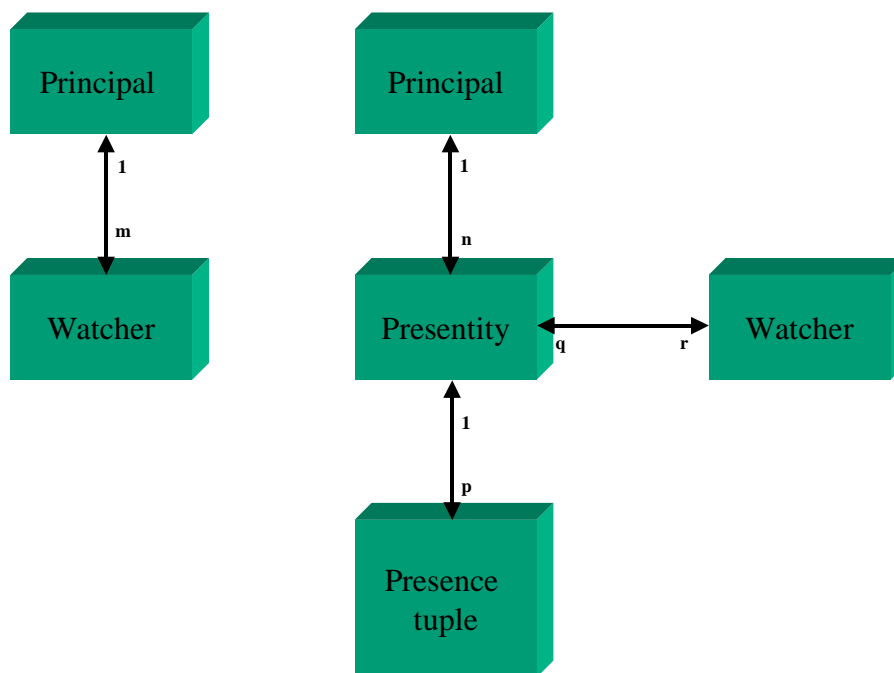 Principal
Principal
1
1
m
n
Watcher
Presentity
Watcher
q
r
1
p
Presence
tuple